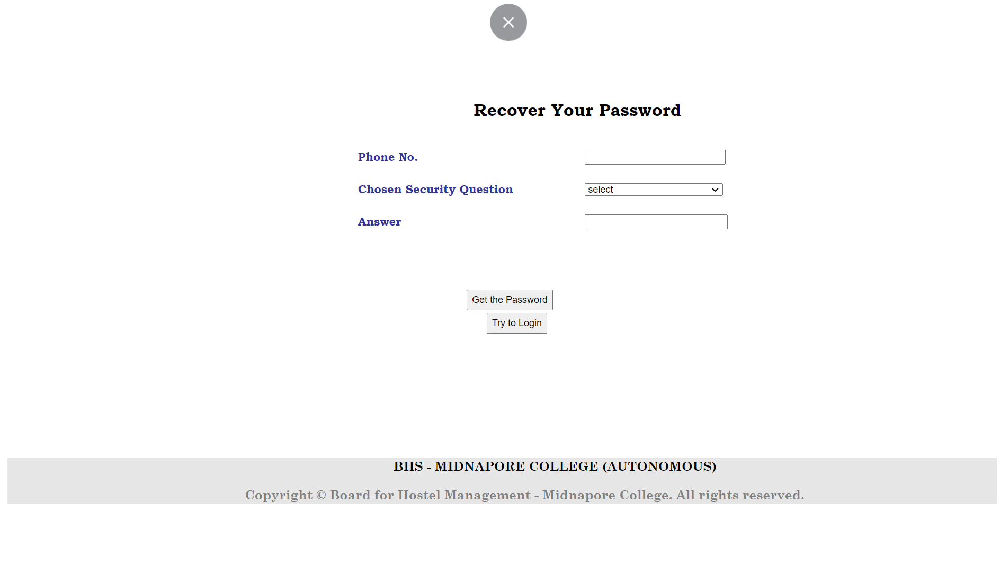 Recover Your Password
Phone No.
Chosen Security Question select
Answer
Get the Password
Try to Login
BHS - MIDNAPORE COLLEGE (AUTONOMOUS)
Copyright © Board for Hostel Management - Midnapore College. All rights reserved.